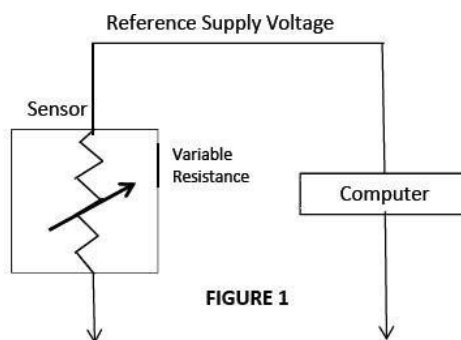 Reference Supply Voltage
Sensor
Variable
Resistance
Computer
FIGURE 1